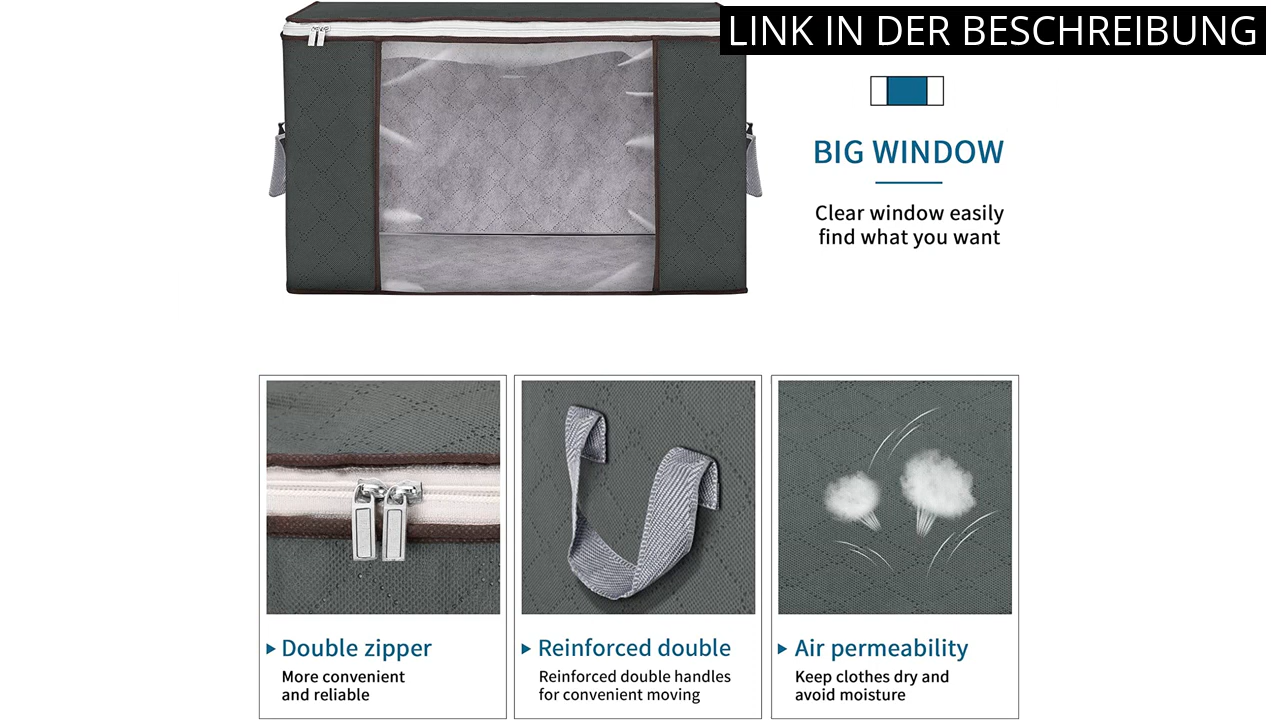 LINK IN DER BESCHREIBUNG
BIG WINDOW
Clear window easily
find what you want
Double zipper
More convenient
and reliable
Reinforced double
Reinforced double handles
for convenient moving
Air permeability
Keep clothes dry and
avoid moisture